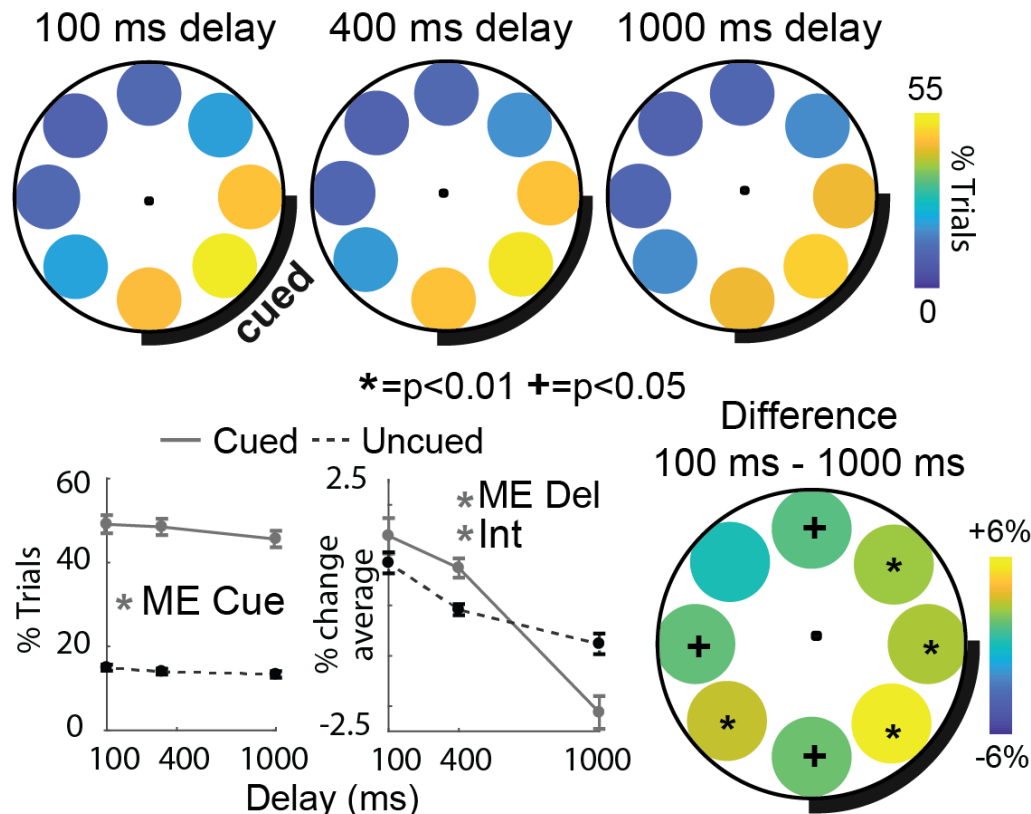 100 ms delay 400 ms delay 1000 ms delay
55
% Trials
0
cued
*=p<0.01 +=p<0.05
Difference
100 ms - 1000 ms
Cued Uncued
60
40
20
0
% Trials
* ME Cue
100 400 1000
2.5
-2.5
% change
average
* ME Del
* Int
100 400 1000
Delay (ms)
+
*
+
*
*
*
+
+6%
-6%